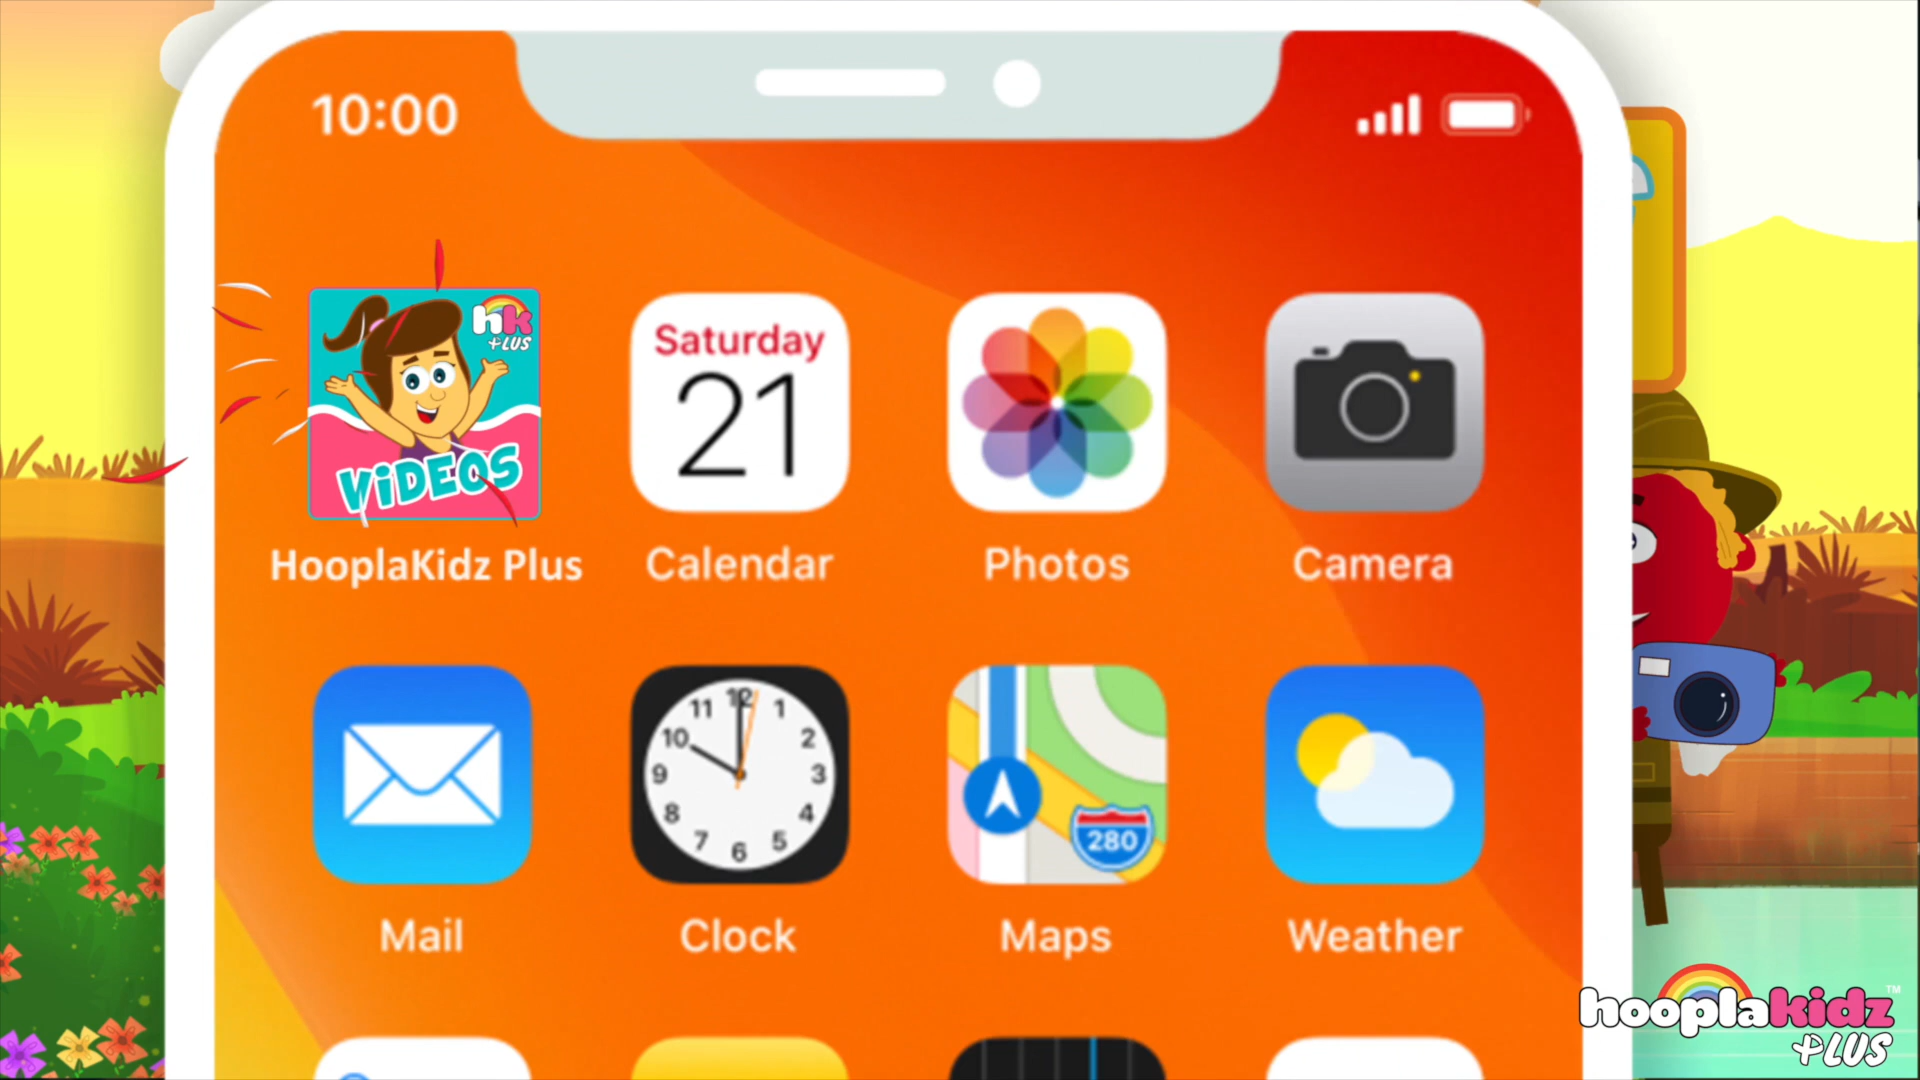 10:00
hk
PLUS
ViDEOS
HooplaKidz Plus
Saturday
21
Calendar
Photos
Camera
Mail
11 12 1
10 2
9 3
8 4
7 6 5
Clock
280
Maps
Weather
hooplakidz TM
PLUS